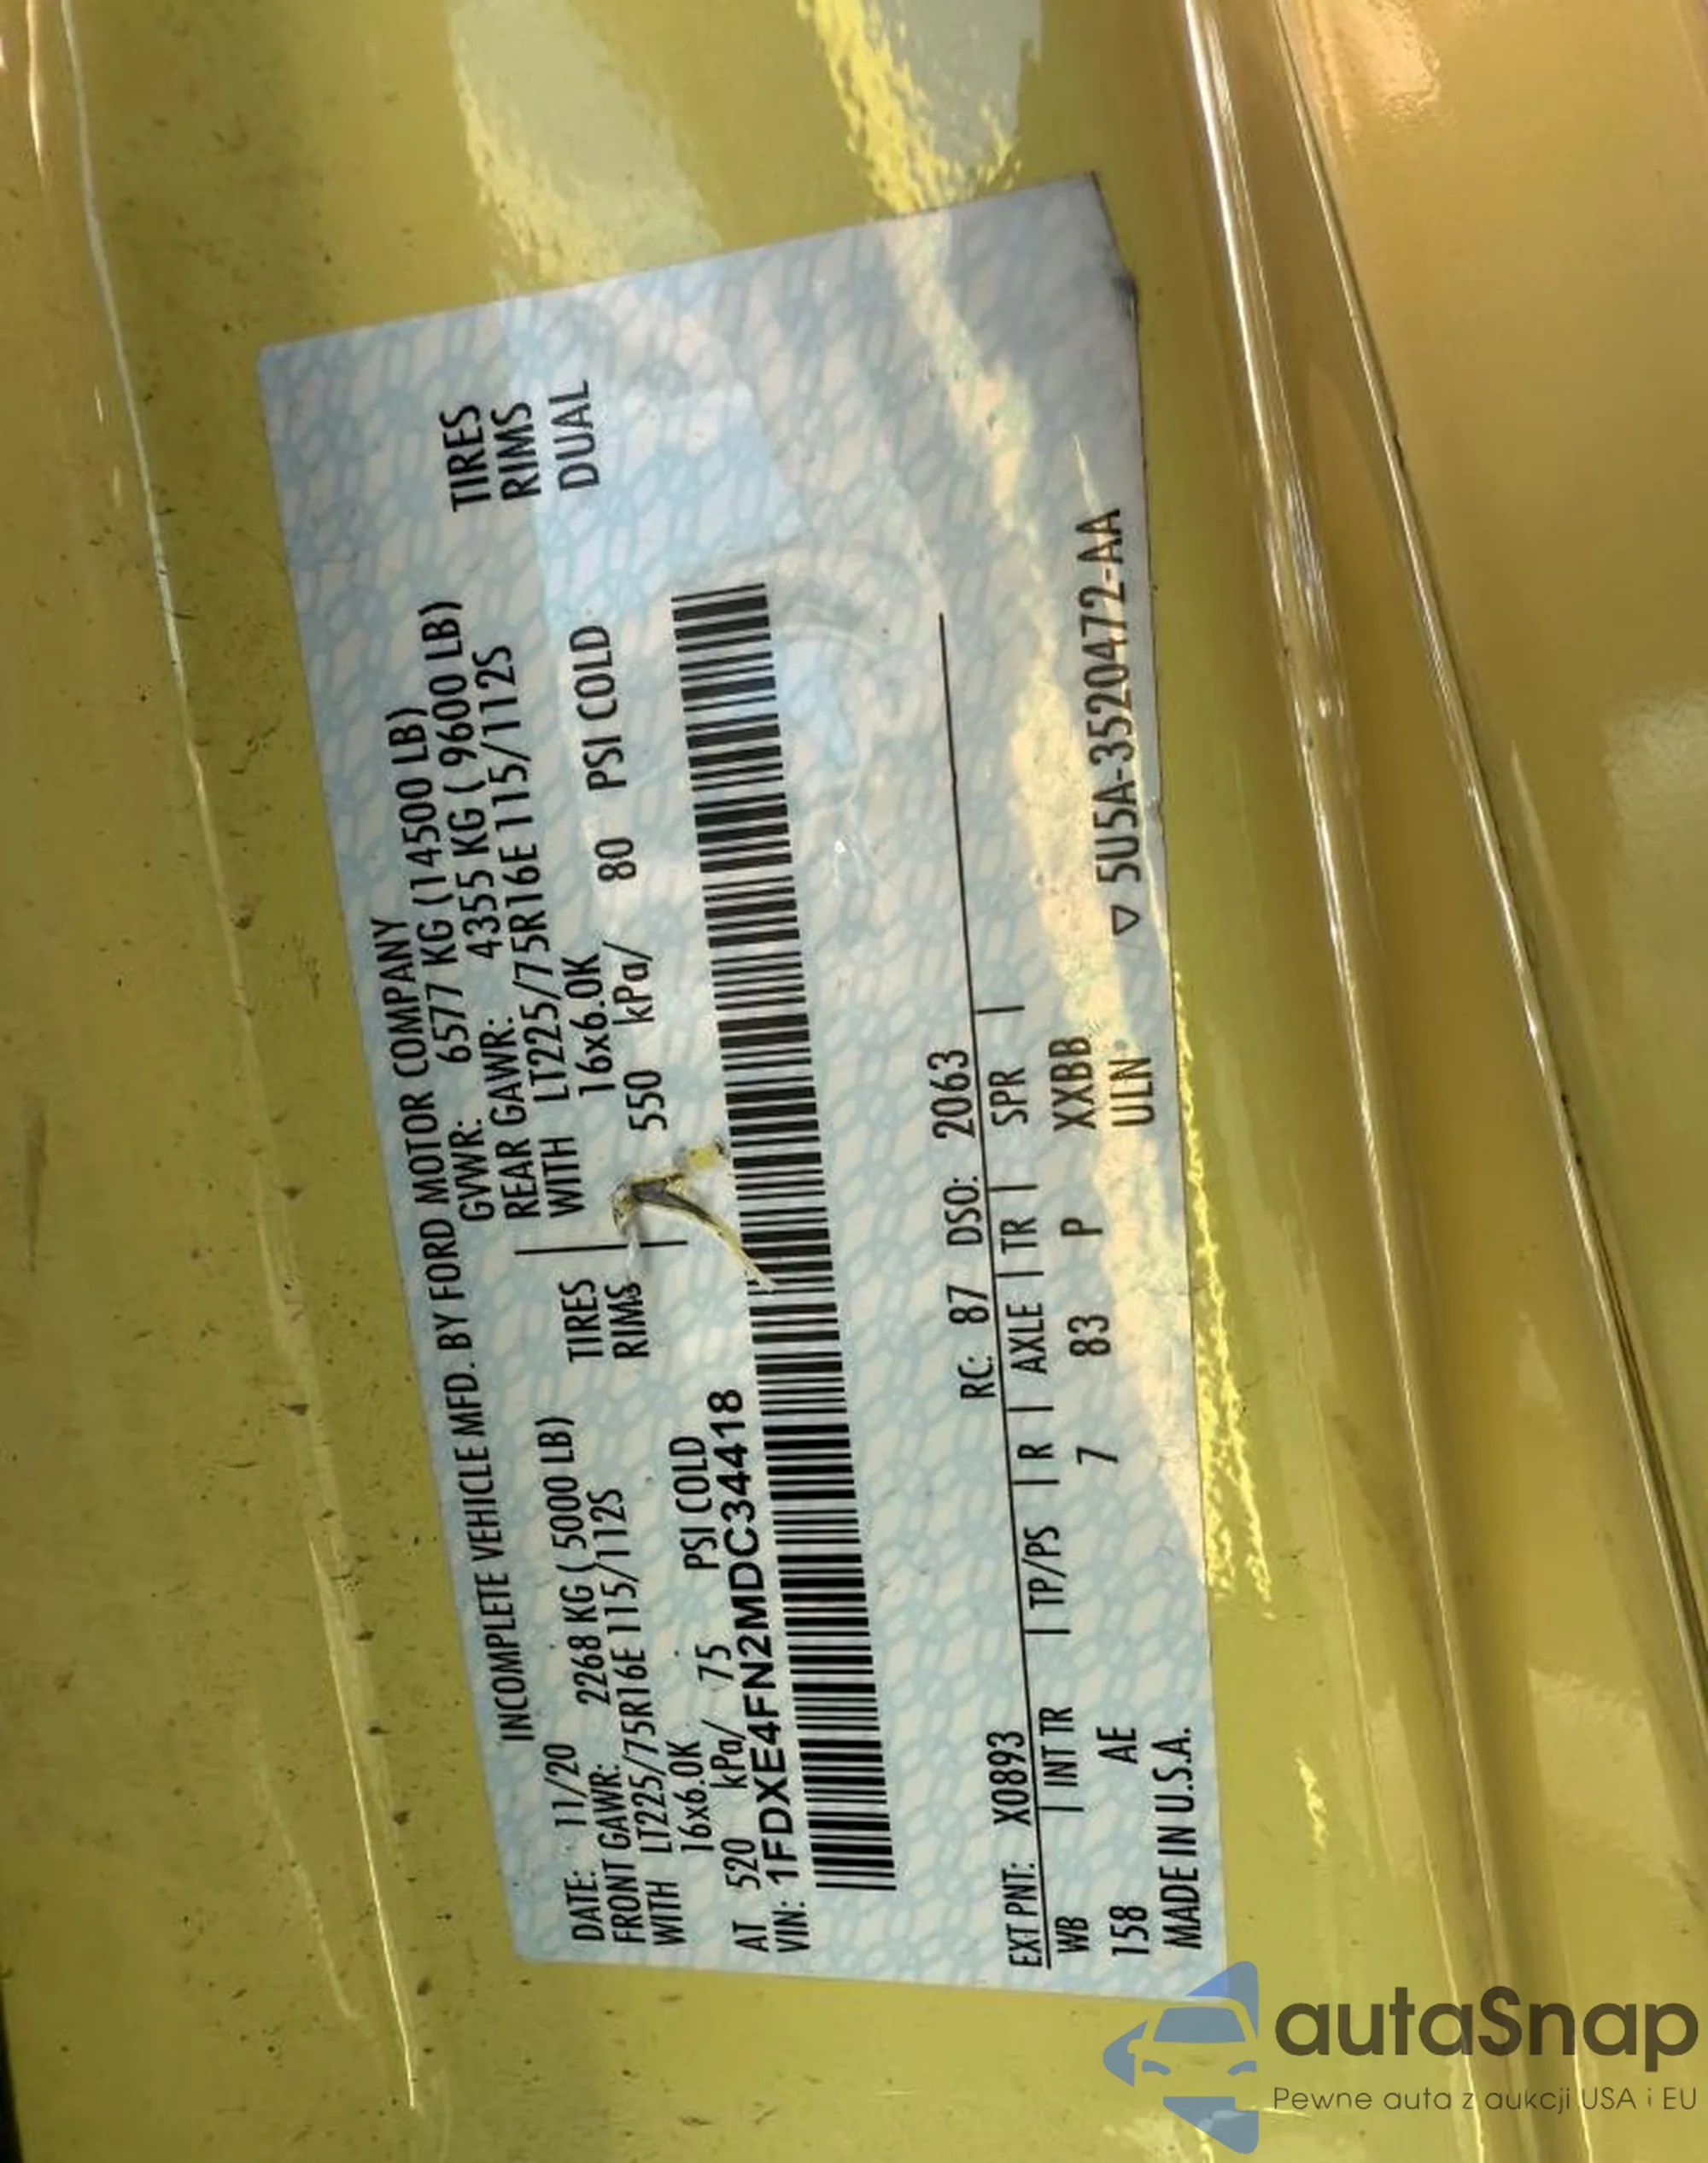 INCOMPLETE VEHICLE MFD. BY FORD MOTOR COMPANY
DATE: 11/20 GVWR: 6577 KG (14500 LB)
FRONT GAWR: 2268 KG ( 5000 LB) REAR GAWR: 4355 KG ( 9600 LB)
WITH LT225/75R16E 115/112S TIRES WITH LT225/75R16E 115/112S TIRES
16x6.0K RIMS 16x6.0K RIMS
AT 520 kPa/ 75 PSI COLD 550 kPa/ 80 PSI COLD DUAL
VIN: 1FDXE4FN2MDC34418
EXT PNT: X0893 RC: 87 DSO: 2063
WB | INT TR | TP/PS | R | AXLE | TR | SPR |
158 AE 7 83 P XXBB
MADE IN U.S.A. ULN ▽ 5U5A-3520472-AA
autaSnap
Pewne auta z aukcji USA i EU